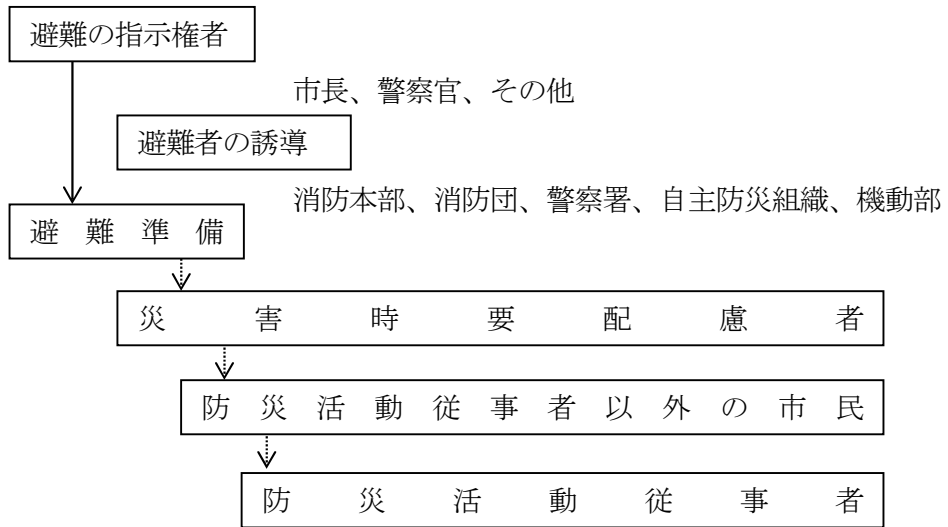 避難の指示権者
市長、警察官、その他
避難者の誘導
消防本部、消防団、警察署、自主防災組織、機動部
避難準備
災害時要配慮者
防災活動従事者以外の市民
防災活動従事者